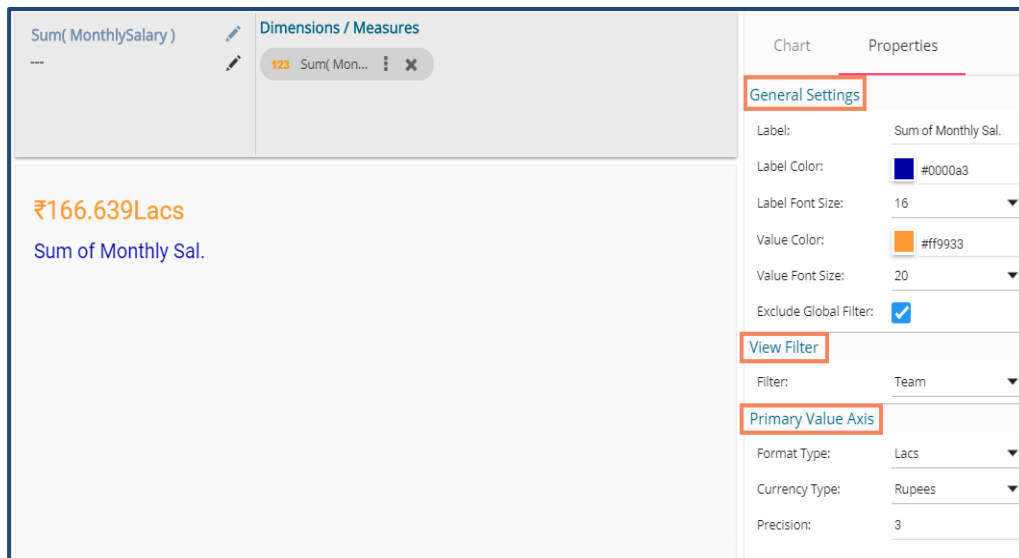 Sum( MonthlySalary )
---
Dimensions / Measures
123 Sum( Mon...
₹166.639Lacs
Sum of Monthly Sal.
Chart Properties
General Settings
Label: Sum of Monthly Sal.
Label Color: #0000a3
Label Font Size: 16
Value Color: #ff9933
Value Font Size: 20
Exclude Global Filter:
View Filter
Filter: Team
Primary Value Axis
Format Type: Lacs
Currency Type: Rupees
Precision: 3